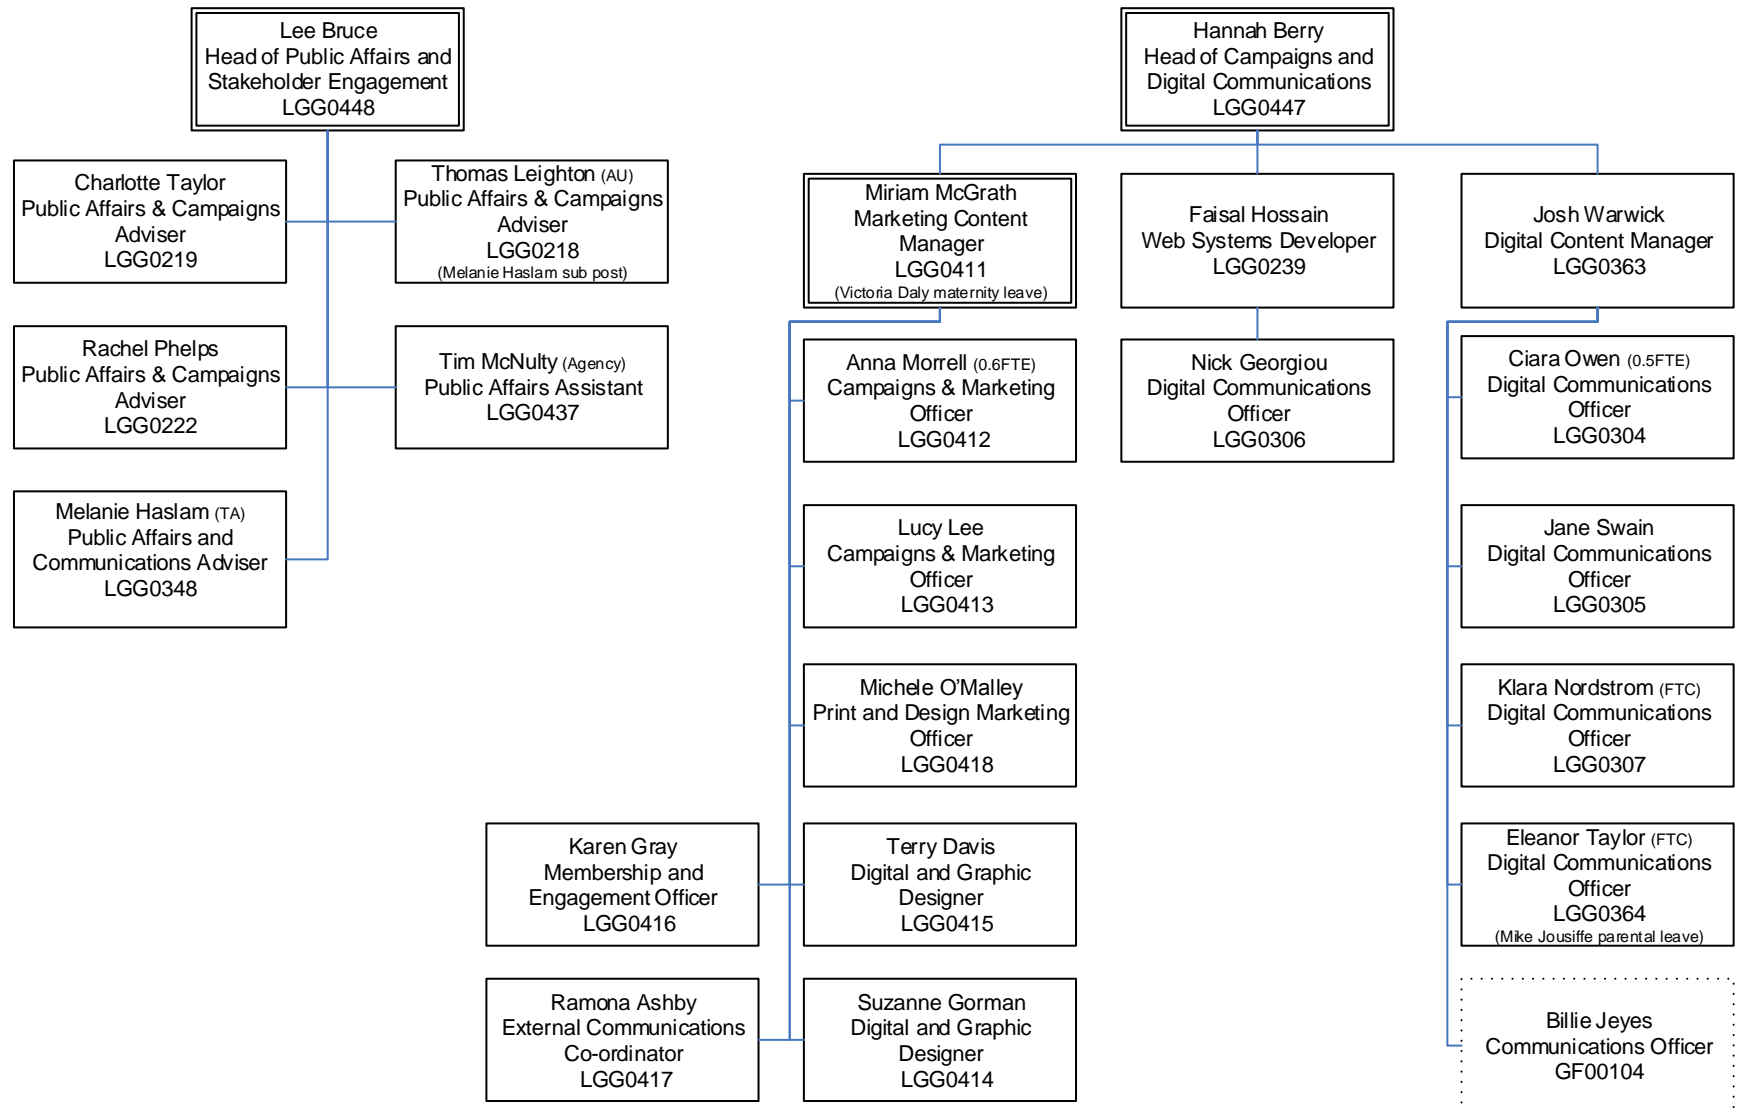 Lee Bruce
Head of Public Affairs and
Stakeholder Engagement
LGG0448
Hannah Berry
Head of Campaigns and
Digital Communications
LGG0447
Charlotte Taylor
Public Affairs & Campaigns
Adviser
LGG0219
Thomas Leighton (AU)
Public Affairs & Campaigns
Adviser
LGG0218
(Melanie Haslam sub post)
Rachel Phelps
Public Affairs & Campaigns
Adviser
LGG0222
Tim McNulty (Agency)
Public Affairs Assistant
LGG0437
Melanie Haslam (TA)
Public Affairs and
Communications Adviser
LGG0348
Miriam McGrath
Marketing Content
Manager
LGG0411
(Victoria Daly maternity leave)
Faisal Hossain
Web Systems Developer
LGG0239
Josh Warwick
Digital Content Manager
LGG0363
Anna Morrell (0.6FTE)
Campaigns & Marketing
Officer
LGG0412
Nick Georgiou
Digital Communications
Officer
LGG0306
Ciara Owen (0.5FTE)
Digital Communications
Officer
LGG0304
Lucy Lee
Campaigns & Marketing
Officer
LGG0413
Jane Swain
Digital Communications
Officer
LGG0305
Michele O’Malley
Print and Design Marketing
Officer
LGG0418
Klara Nordstrom (FTC)
Digital Communications
Officer
LGG0307
Karen Gray
Membership and
Engagement Officer
LGG0416
Terry Davis
Digital and Graphic
Designer
LGG0415
Eleanor Taylor (FTC)
Digital Communications
Officer
LGG0364
(Mike Jousiffe parental leave)
Ramona Ashby
External Communications
Co-ordinator
LGG0417
Suzanne Gorman
Digital and Graphic
Designer
LGG0414
Billie Jeyes
Communications Officer
GF00104